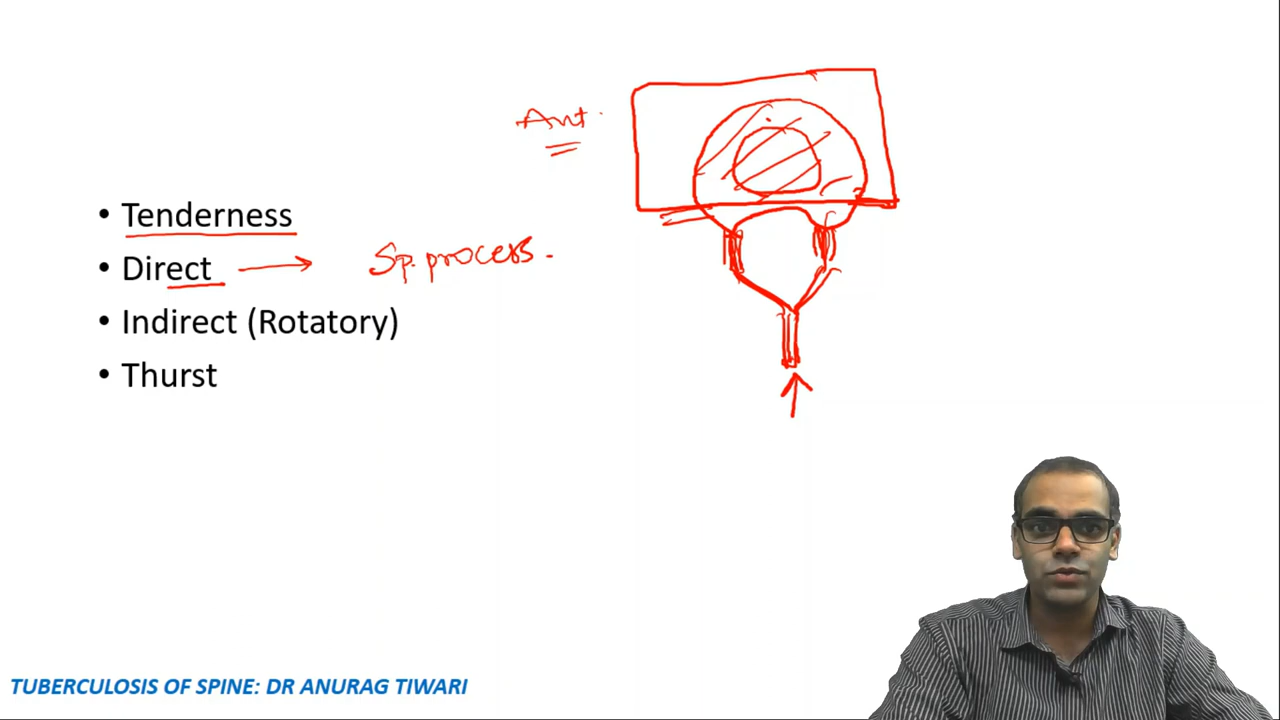 Ant.
• Tenderness
• Direct → Sp. process.
• Indirect (Rotatory)
• Thurst
TUBERCULOSIS OF SPINE: DR ANURAG TIWARI